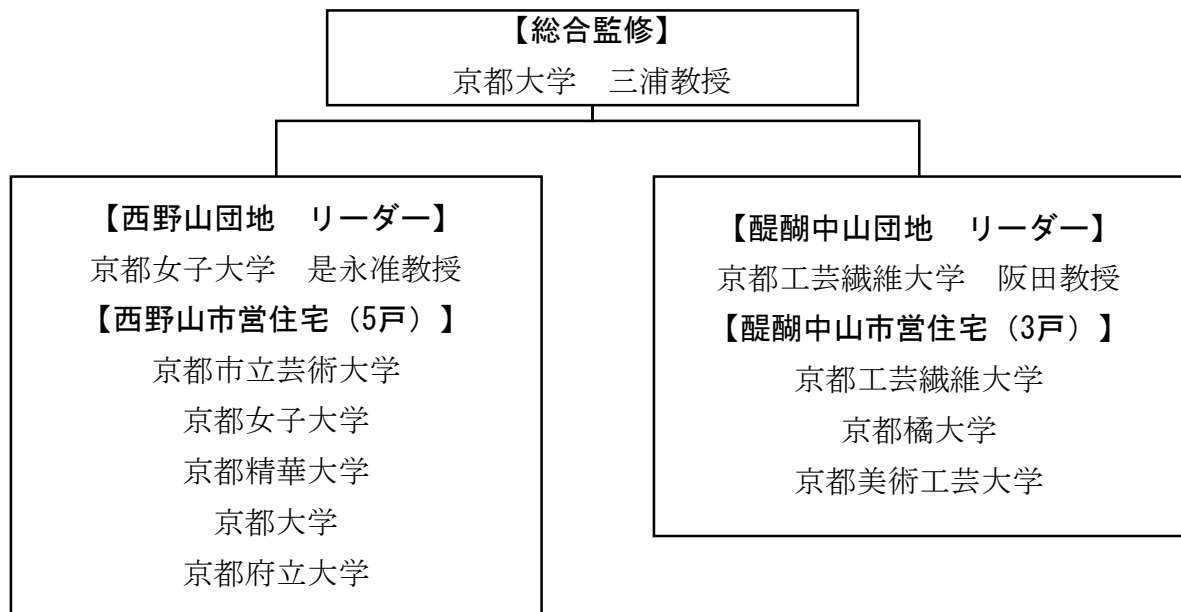 【総合監修】
京都大学　三浦教授
【西野山団地　リーダー】
京都女子大学　是永准教授
【西野山市営住宅（5戸）】
京都市立芸術大学
京都女子大学
京都精華大学
京都大学
京都府立大学
【醍醐中山団地　リーダー】
京都工芸繊維大学　阪田教授
【醍醐中山市営住宅（3戸）】
京都工芸繊維大学
京都橘大学
京都美術工芸大学